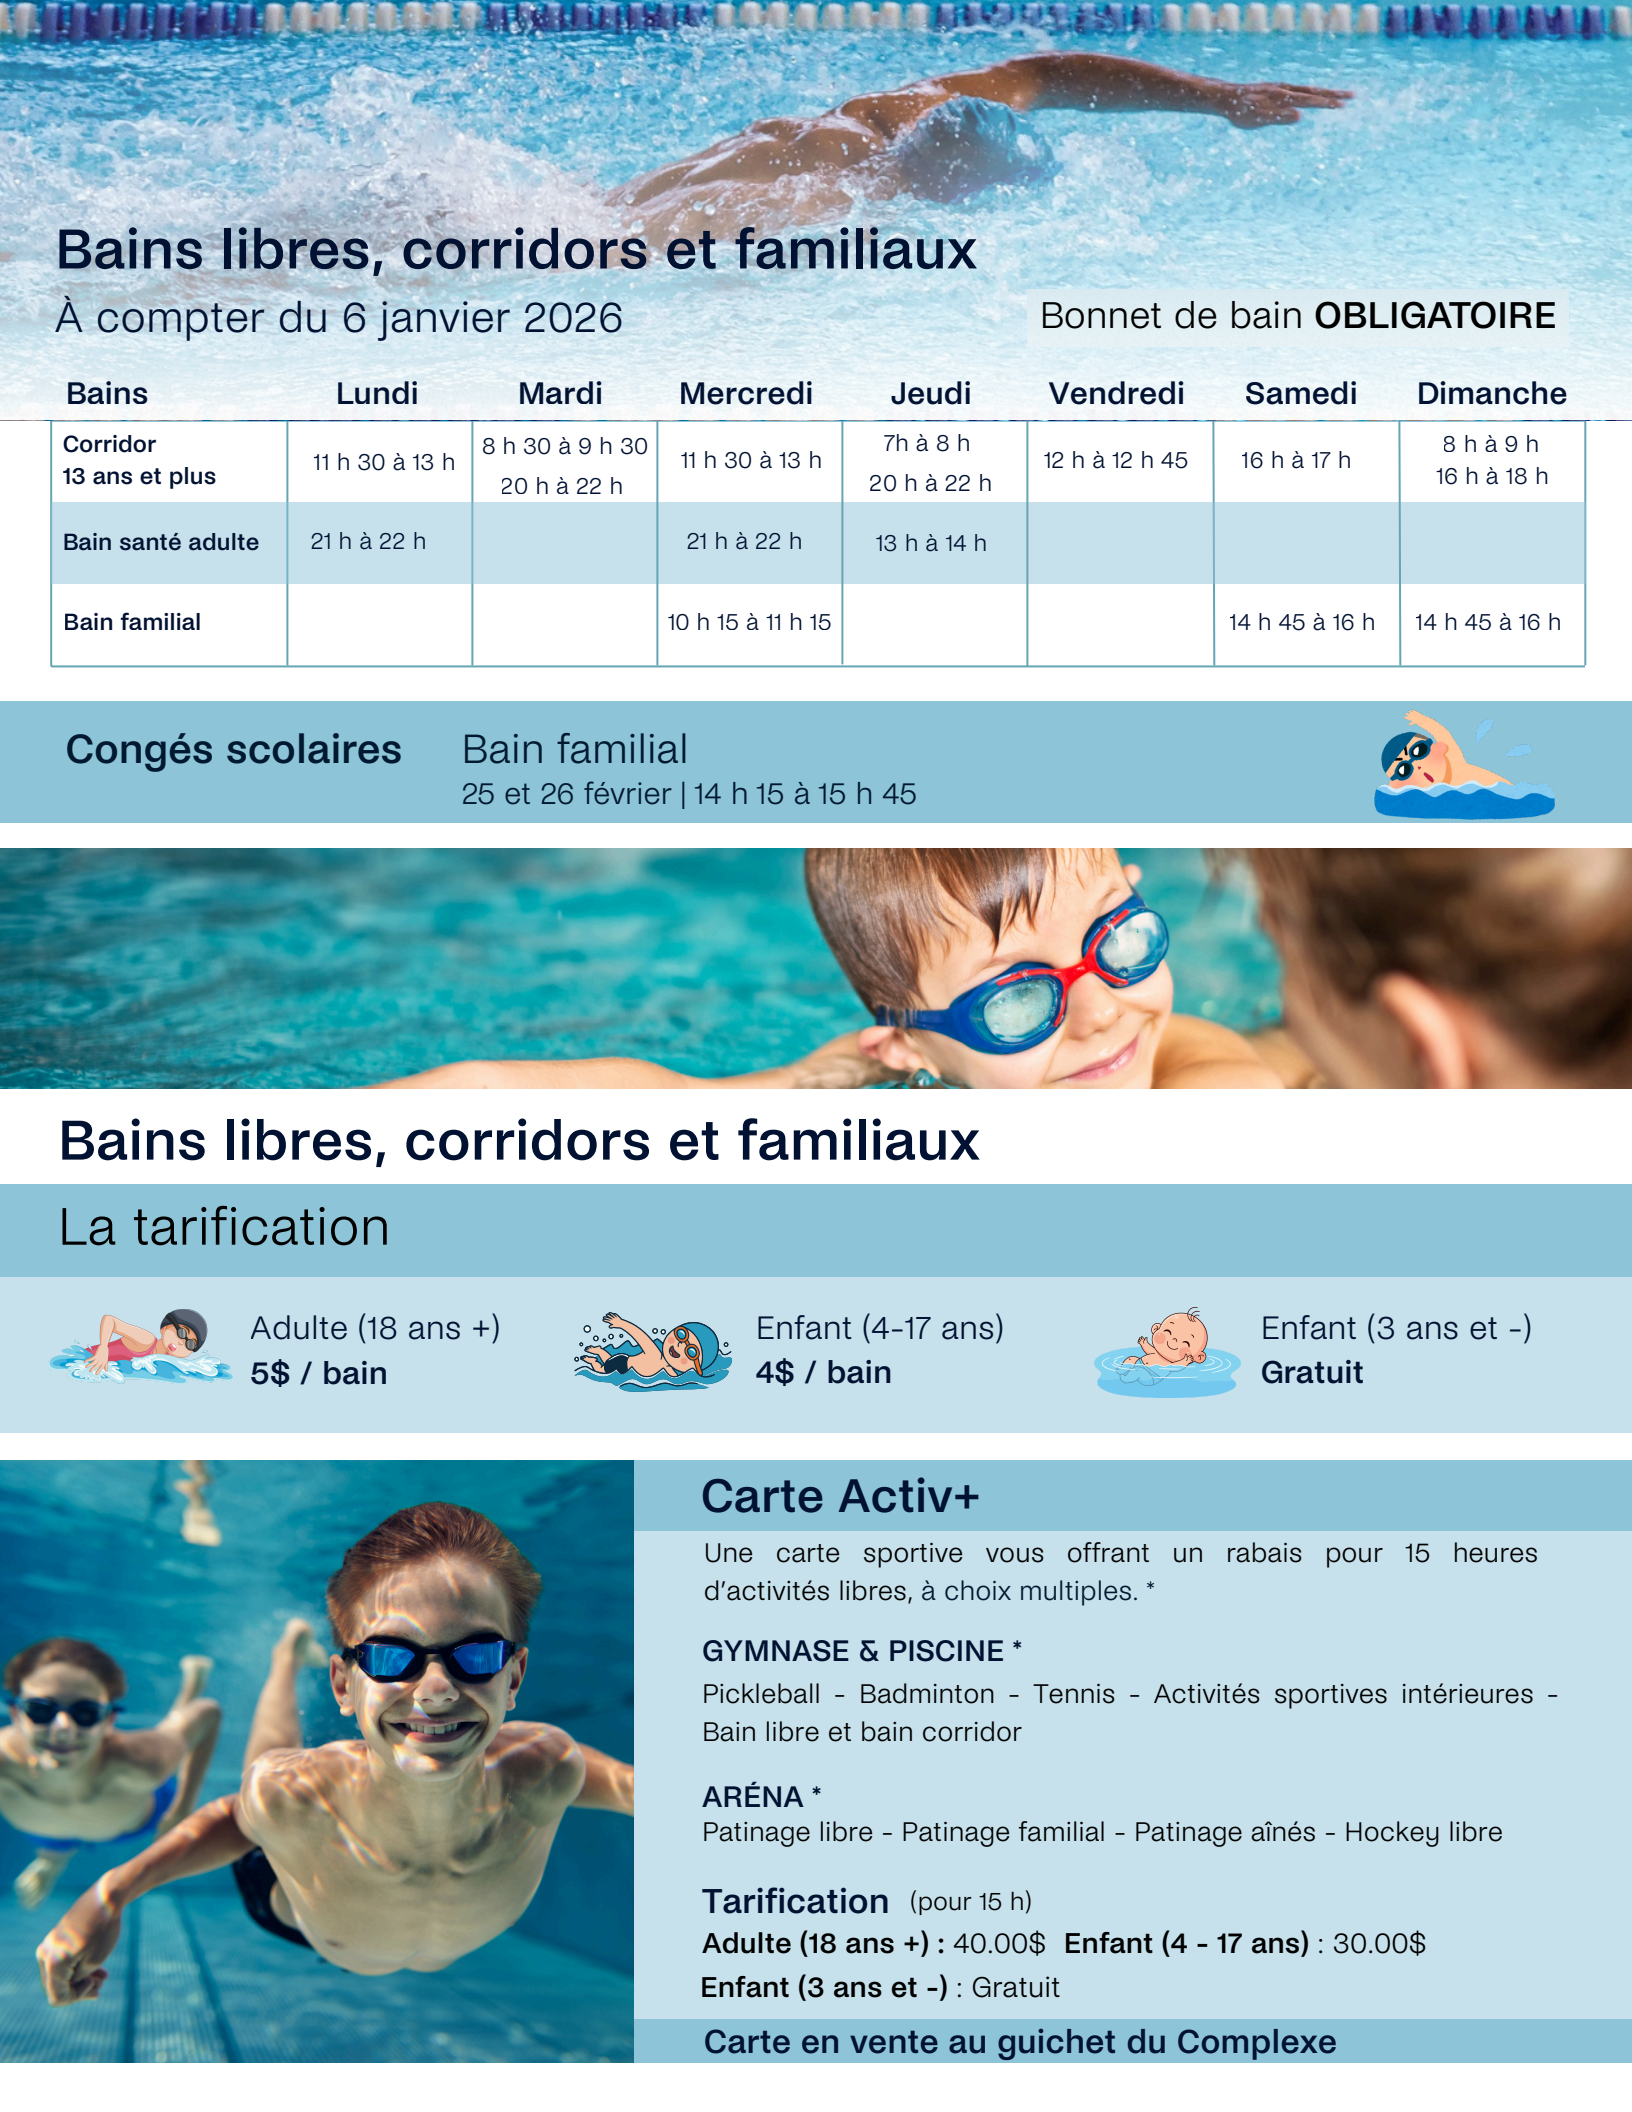 Bains libres, corridors et familiaux
À compter du 6 janvier 2026
Bonnet de bain OBLIGATOIRE
Bains Lundi Mardi Mercredi Jeudi Vendredi Samedi Dimanche
Corridor
13 ans et plus
11 h 30 à 13 h
8 h 30 à 9 h 30
20 h à 22 h
11 h 30 à 13 h
7h à 8 h
20 h à 22 h
12 h à 12 h 45
16 h à 17 h
8 h à 9 h
16 h à 18 h
Bain santé adulte 21 h à 22 h 21 h à 22 h 13 h à 14 h
Bain familial 10 h 15 à 11 h 15 14 h 45 à 16 h 14 h 45 à 16 h
Congés scolaires
Bain familial
25 et 26 février | 14 h 15 à 15 h 45
Bains libres, corridors et familiaux
La tarification
Adulte (18 ans +)
5$ / bain
Enfant (4-17 ans)
4$ / bain
Enfant (3 ans et -)
Gratuit
Carte Activ+
Une carte sportive vous offrant un rabais pour 15 heures
d'activités libres, à choix multiples. *
GYMNASE & PISCINE *
Pickleball - Badminton - Tennis - Activités sportives intérieures -
Bain libre et bain corridor
ARÉNA *
Patinage libre - Patinage familial - Patinage aînés - Hockey libre
Tarification (pour 15 h)
Adulte (18 ans +) : 40.00$ Enfant (4 - 17 ans) : 30.00$
Enfant (3 ans et -) : Gratuit
Carte en vente au guichet du Complexe